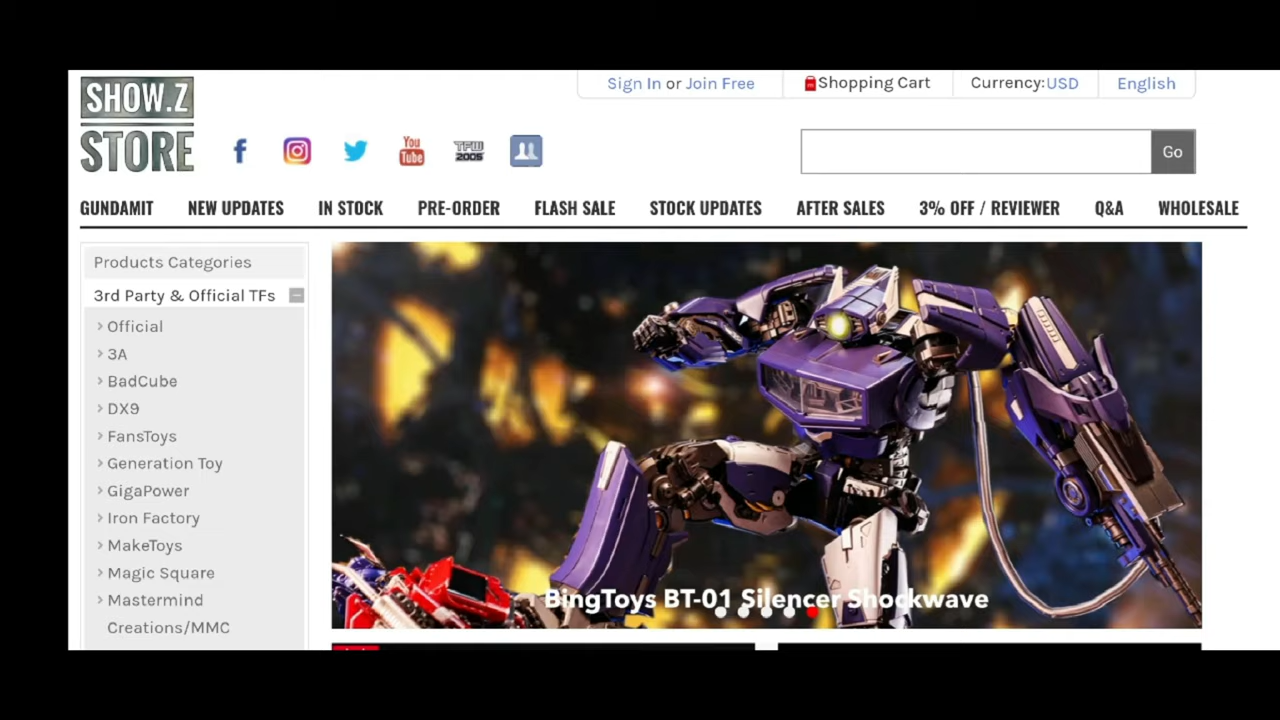 SHOW.Z
STORE
Sign In or Join Free
Shopping Cart
Currency:USD
English
You
Tube
TFW
2005
Go
GUNDAMIT
NEW UPDATES
IN STOCK
PRE-ORDER
FLASH SALE
STOCK UPDATES
AFTER SALES
3% OFF / REVIEWER
Q&A
WHOLESALE
Products Categories
3rd Party & Official TFs
Official
3A
BadCube
DX9
FansToys
Generation Toy
GigaPower
Iron Factory
MakeToys
Magic Square
Mastermind
Creations/MMC
BingToys BT-01 Silencer Shockwave